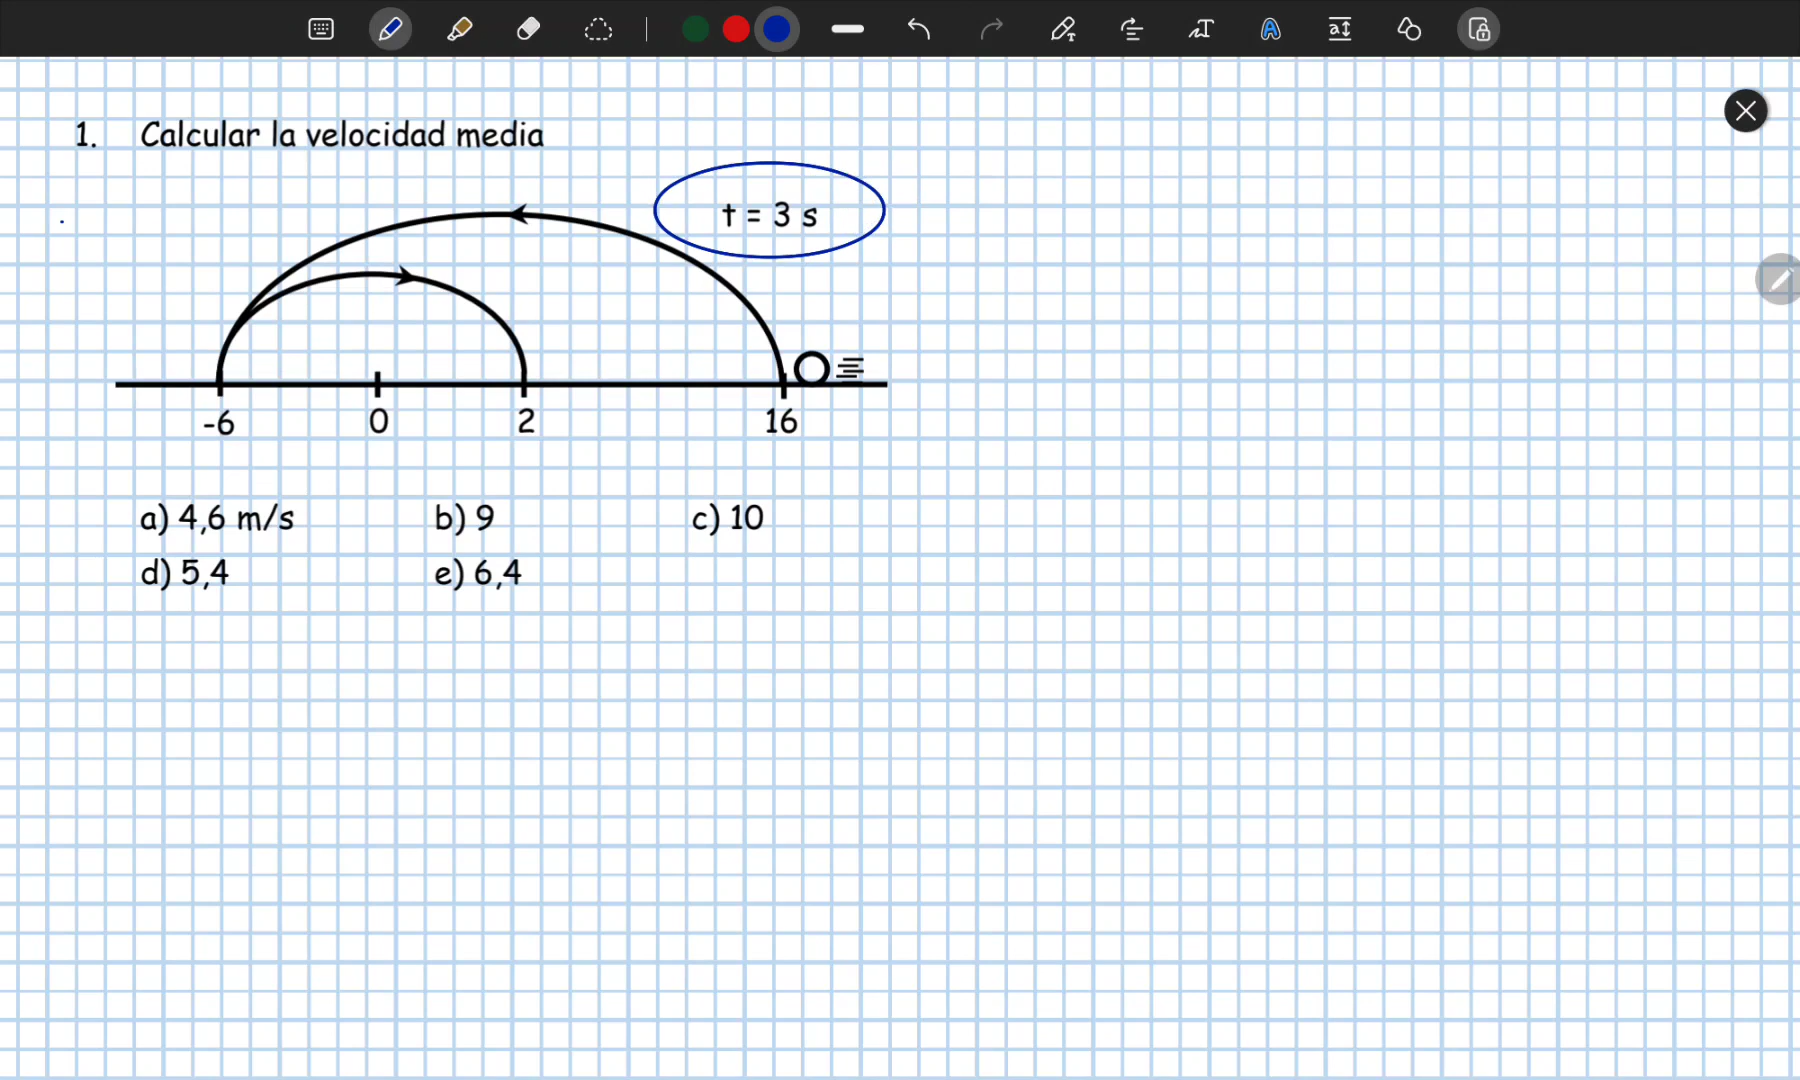 1. Calcular la velocidad media
t = 3 s
-6 0 2 16
a) 4,6 m/s b) 9 c) 10
d) 5,4 e) 6,4